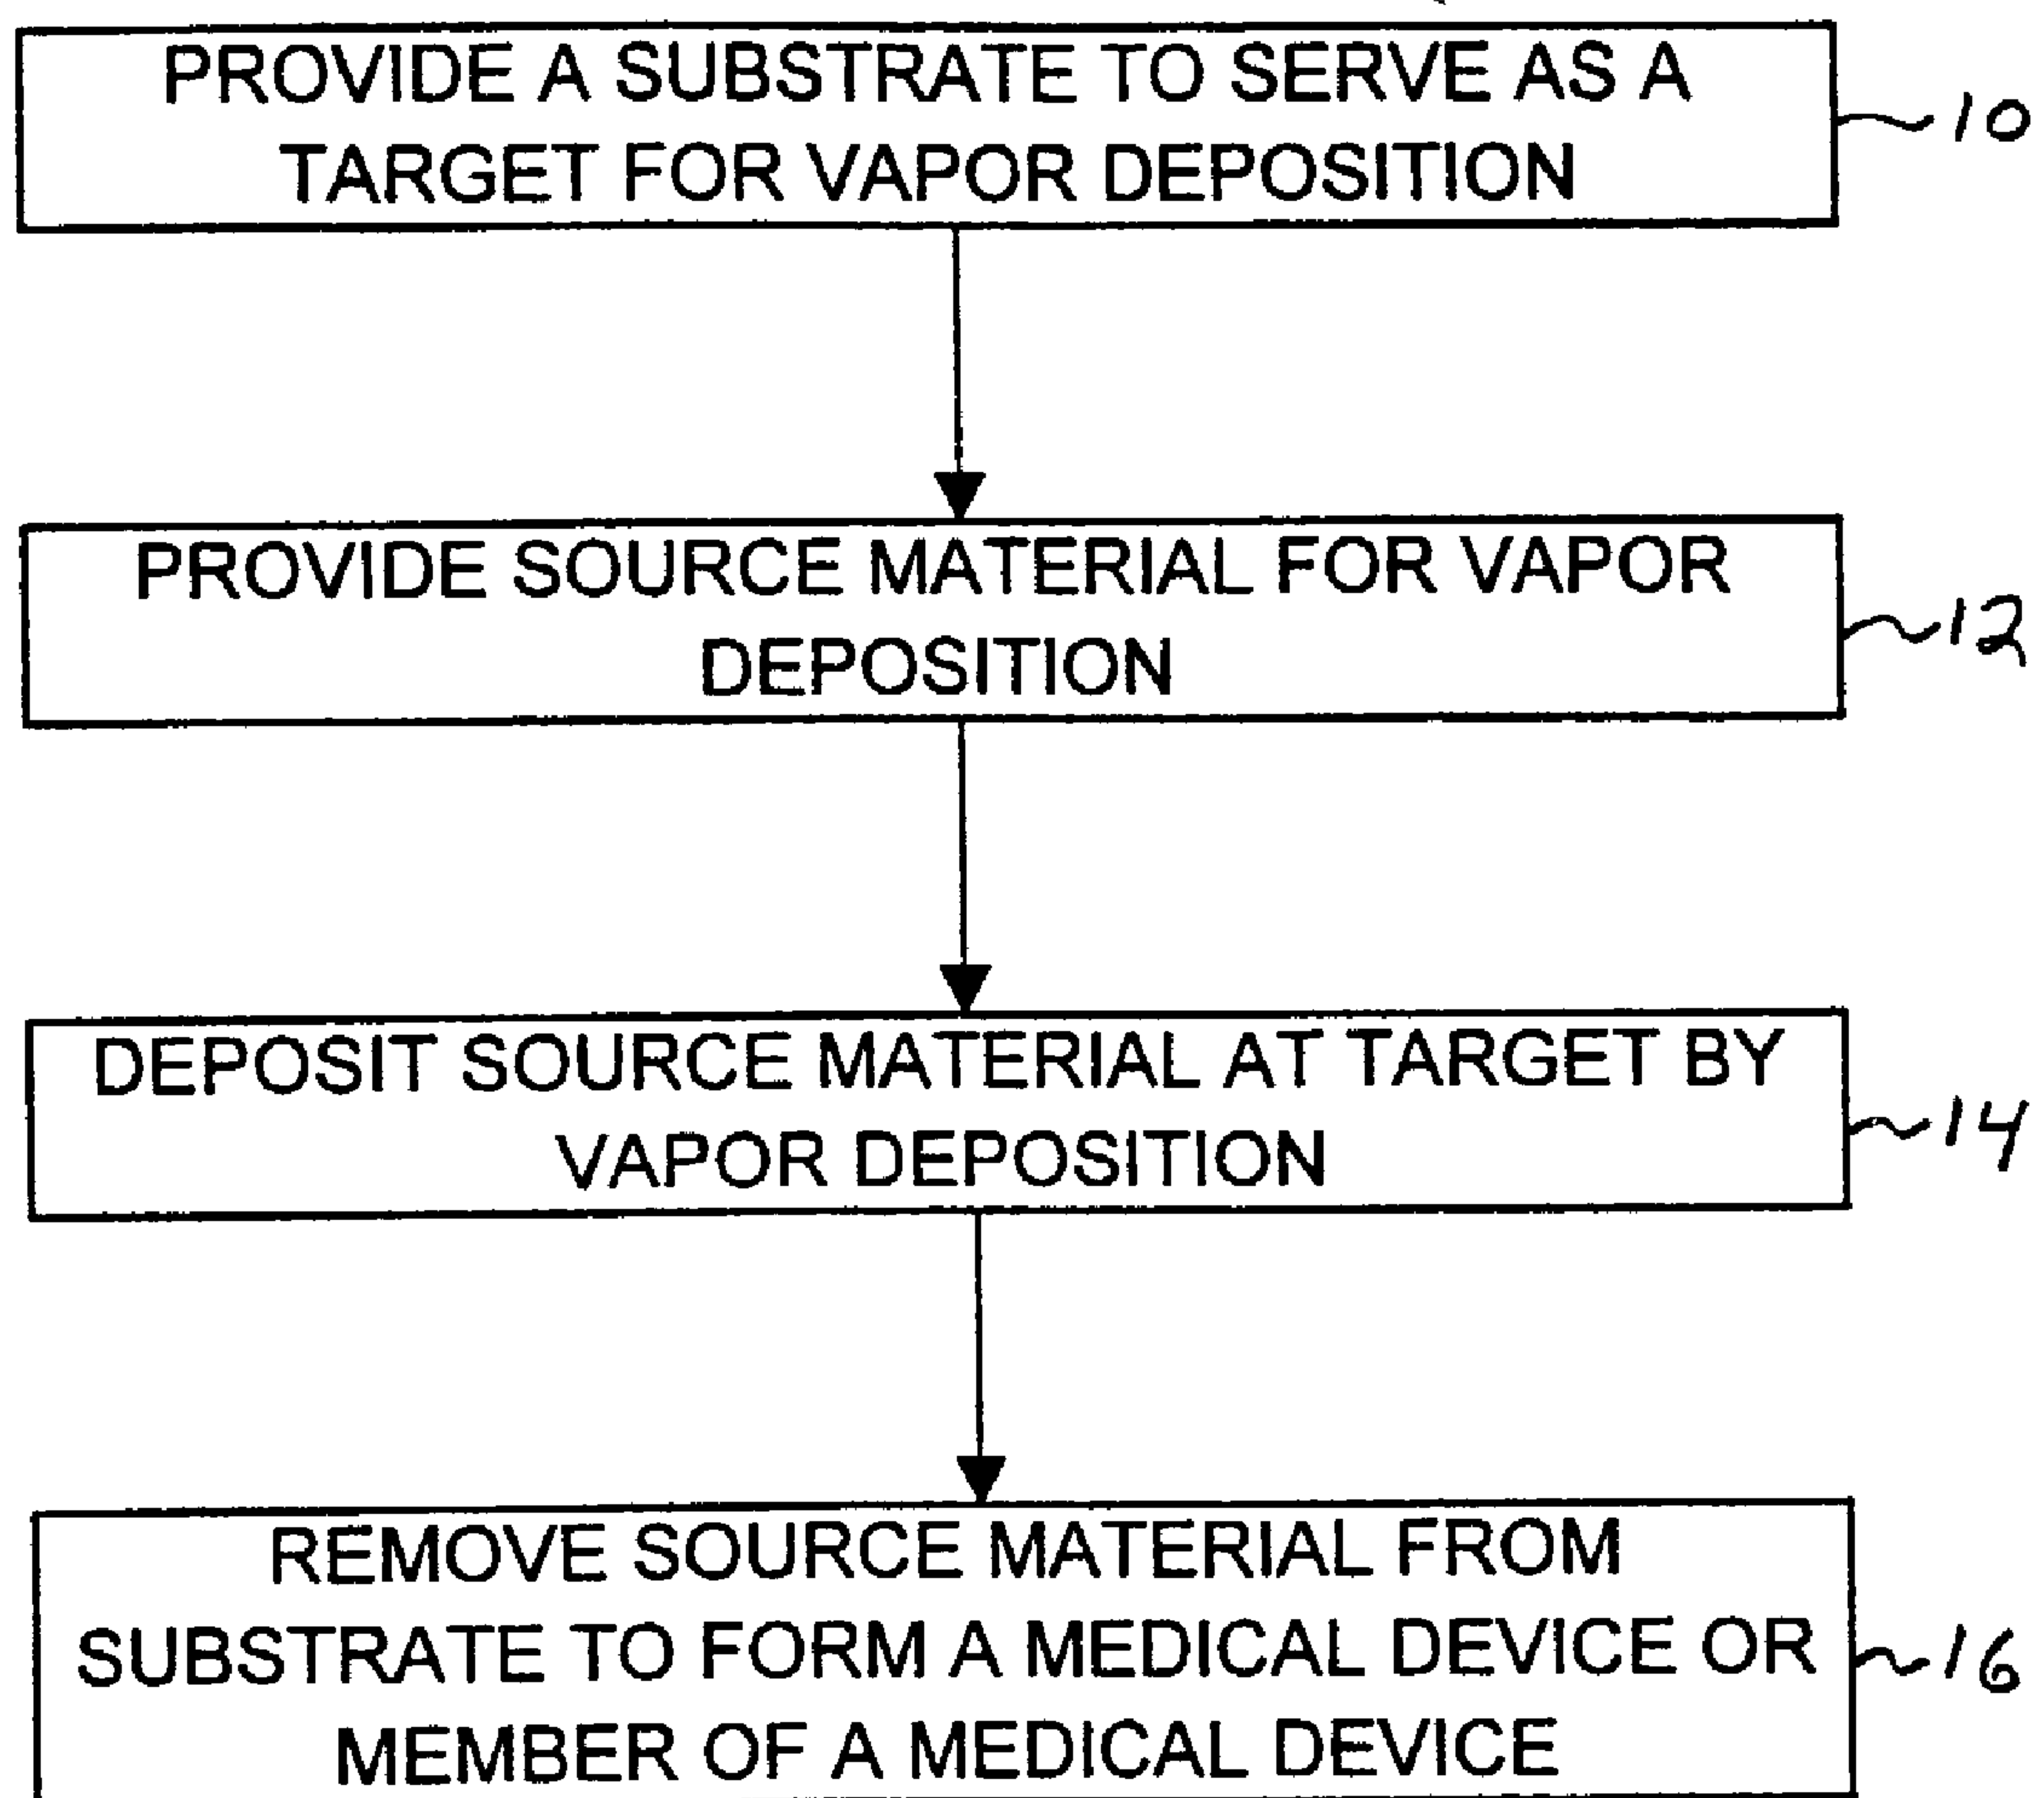 PROVIDE A SUBSTRATE TO SERVE AS A
TARGET FOR VAPOR DEPOSITION
10
PROVIDE SOURCE MATERIAL FOR VAPOR
DEPOSITION
12
DEPOSIT SOURCE MATERIAL AT TARGET BY
VAPOR DEPOSITION
14
REMOVE SOURCE MATERIAL FROM
SUBSTRATE TO FORM A MEDICAL DEVICE OR
MEMBER OF A MEDICAL DEVICE
16